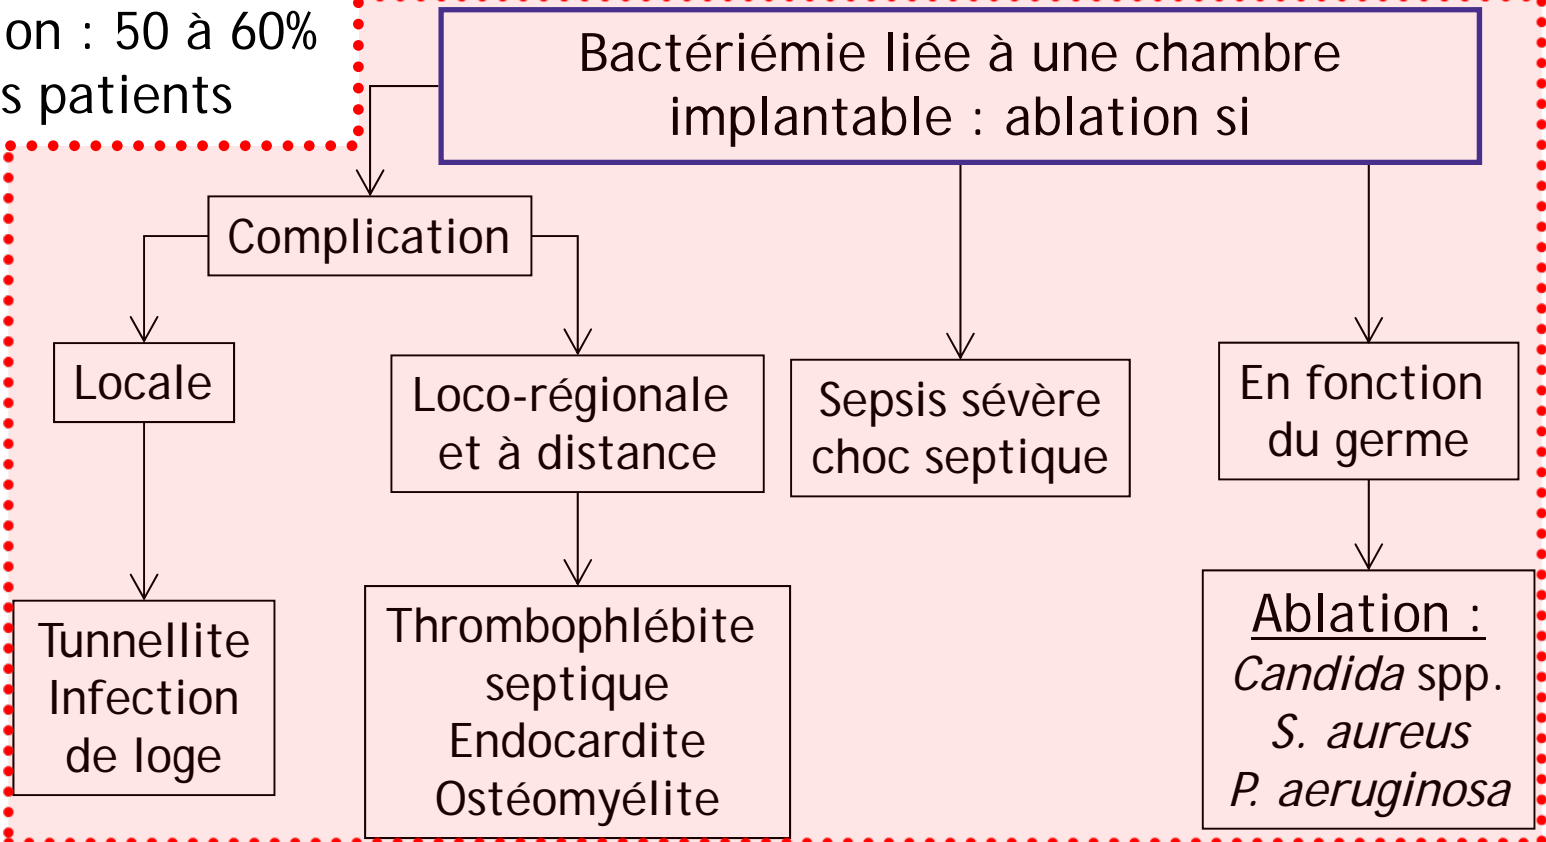 on : 50 à 60%
s patients
Bactériémie liée à une chambre
implantable : ablation si
Complication
Locale
Loco-régionale
et à distance
Sepsis sévère
choc septique
En fonction
du germe
Tunnellite
Infection
de loge
Thrombophlébite
septique
Endocardite
Ostéomyélite
Ablation :
Candida spp.
S. aureus
P. aeruginosa